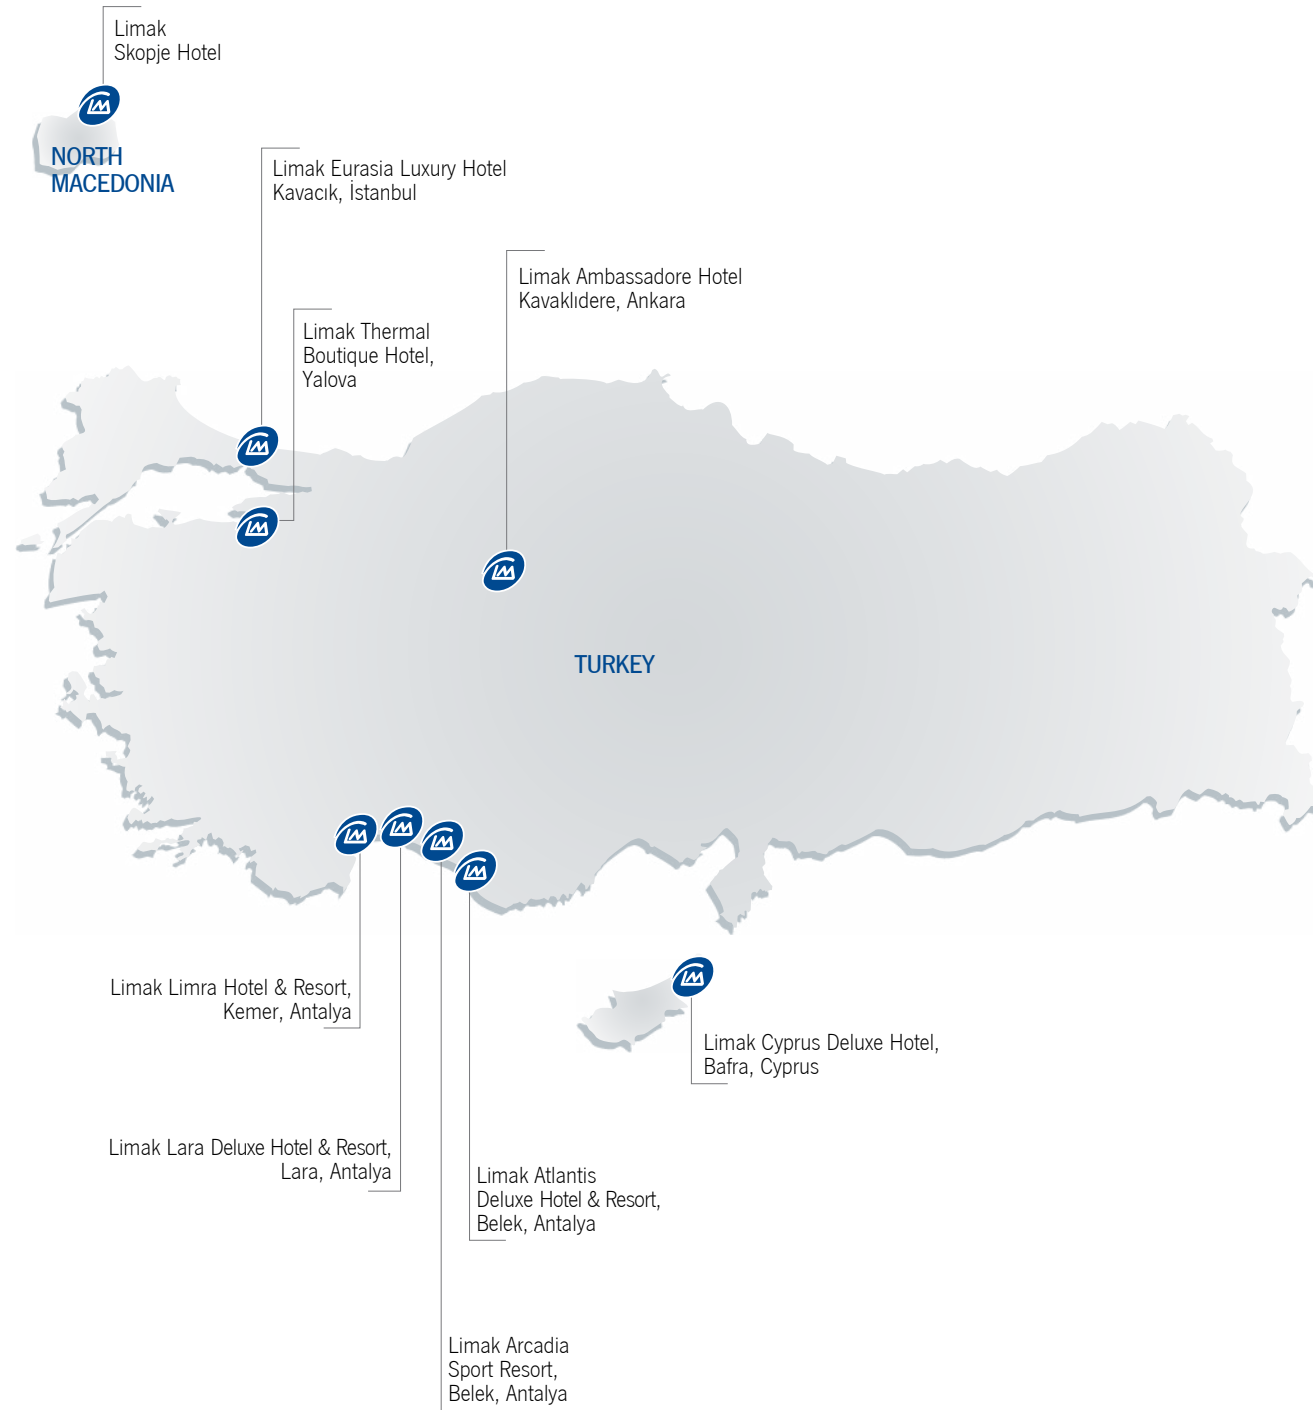 Limak
Skopje Hotel
NORTH
MACEDONIA
Limak Eurasia Luxury Hotel
Kavacık, İstanbul
Limak Ambassadore Hotel
Kavaklıdere, Ankara
Limak Thermal
Boutique Hotel,
Yalova
TURKEY
Limak Limra Hotel & Resort,
Kemer, Antalya
Limak Cyprus Deluxe Hotel,
Bafra, Cyprus
Limak Lara Deluxe Hotel & Resort,
Lara, Antalya
Limak Atlantis
Deluxe Hotel & Resort,
Belek, Antalya
Limak Arcadia
Sport Resort,
Belek, Antalya